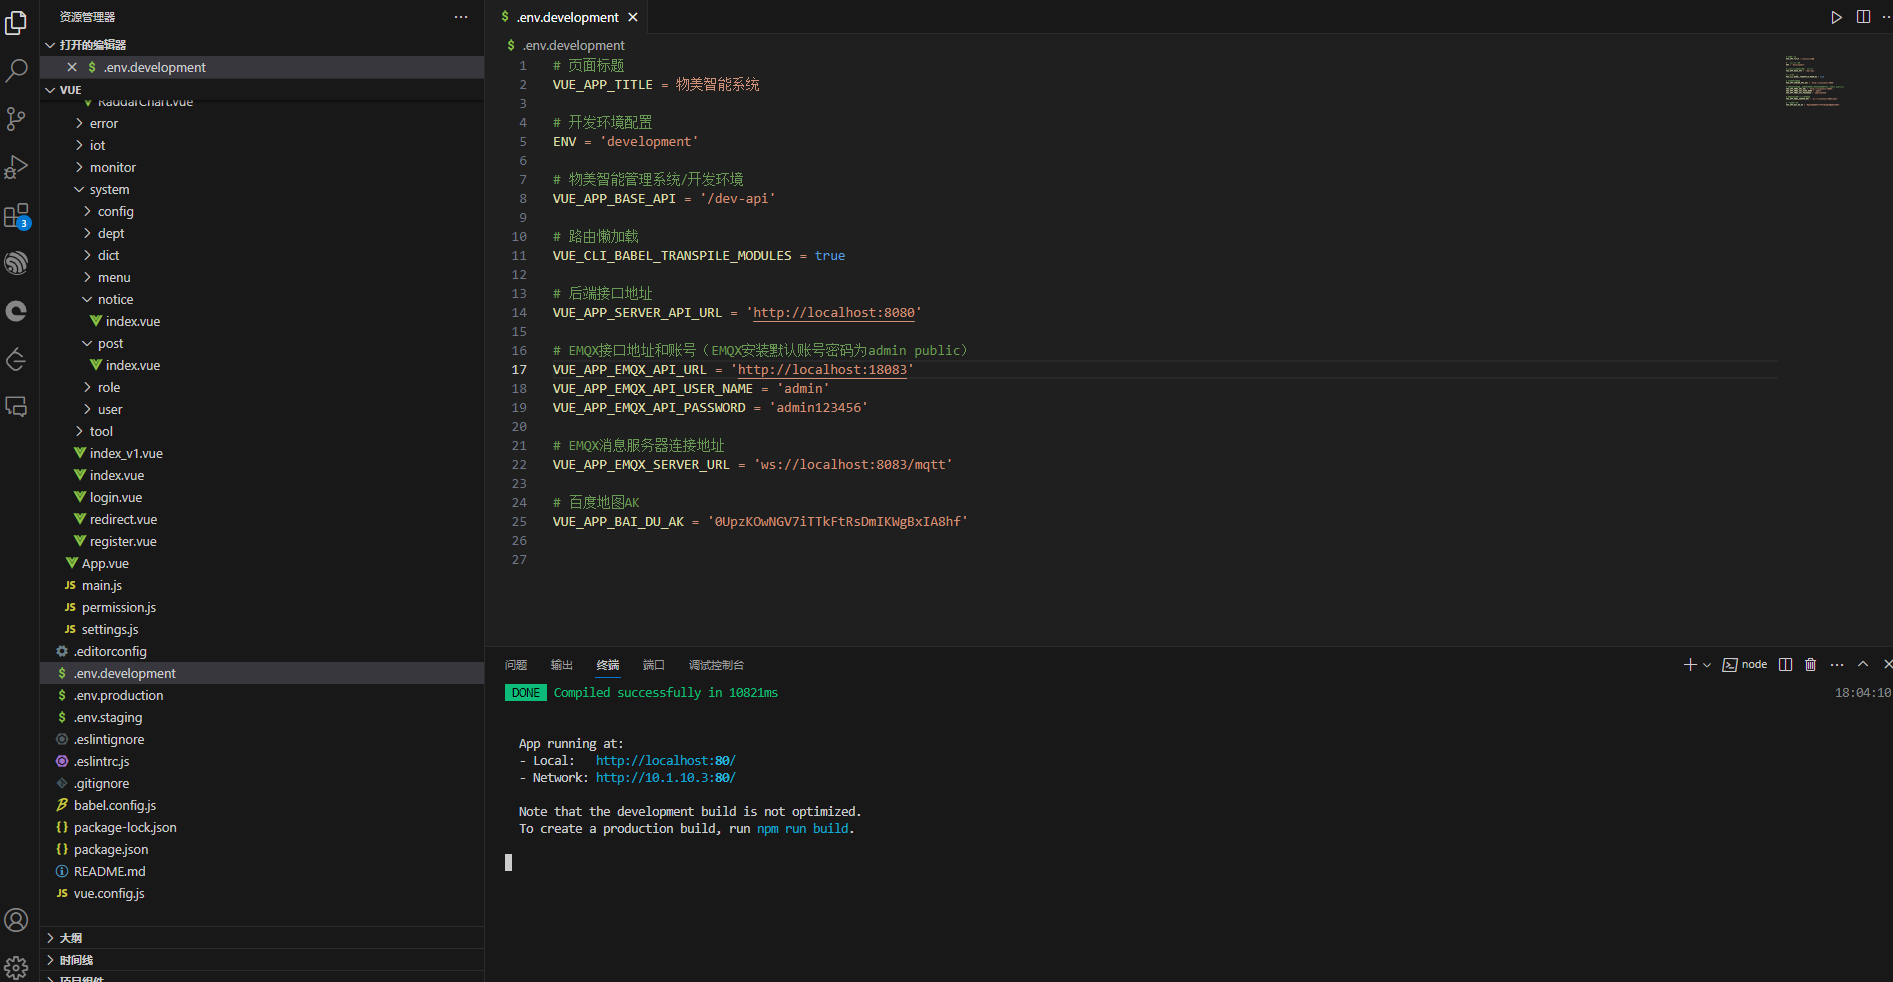 资源管理器
打开的编辑器
.env.development
VUE
RaddarChart.vue
error
iot
monitor
system
config
dept
dict
menu
notice
index.vue
post
index.vue
role
user
tool
index_v1.vue
index.vue
login.vue
redirect.vue
register.vue
App.vue
main.js
permission.js
settings.js
.editorconfig
.env.development
.env.production
.env.staging
.eslintignore
.eslintrc.js
.gitignore
babel.config.js
package-lock.json
package.json
README.md
vue.config.js
大纲
时间线
项目组件
3
.env.development
.env.development
1 # 页面标题
2 VUE_APP_TITLE = 物美智能系统
3
4 # 开发环境配置
5 ENV = 'development'
6
7 # 物美智能管理系统/开发环境
8 VUE_APP_BASE_API = '/dev-api'
9
10 # 路由懒加载
11 VUE_CLI_BABEL_TRANSPILE_MODULES = true
12
13 # 后端接口地址
14 VUE_APP_SERVER_API_URL = 'http://localhost:8080'
15
16 # EMQX接口地址和账号（EMQX安装默认账号密码为admin public）
17 VUE_APP_EMQX_API_URL = 'http://localhost:18083'
18 VUE_APP_EMQX_API_USER_NAME = 'admin'
19 VUE_APP_EMQX_API_PASSWORD = 'admin123456'
20
21 # EMQX消息服务器连接地址
22 VUE_APP_EMQX_SERVER_URL = 'ws://localhost:8083/mqtt'
23
24 # 百度地图AK
25 VUE_APP_BAI_DU_AK = '0UpzKOwNGV7iTTkFtRsDmIKWgBxIA8hf'
26
27
问题 输出 终端 端口 调试控制台
node
DONE Compiled successfully in 10821ms 18:04:10
App running at:
- Local: http://localhost:80/
- Network: http://10.1.10.3:80/
Note that the development build is not optimized.
To create a production build, run npm run build.